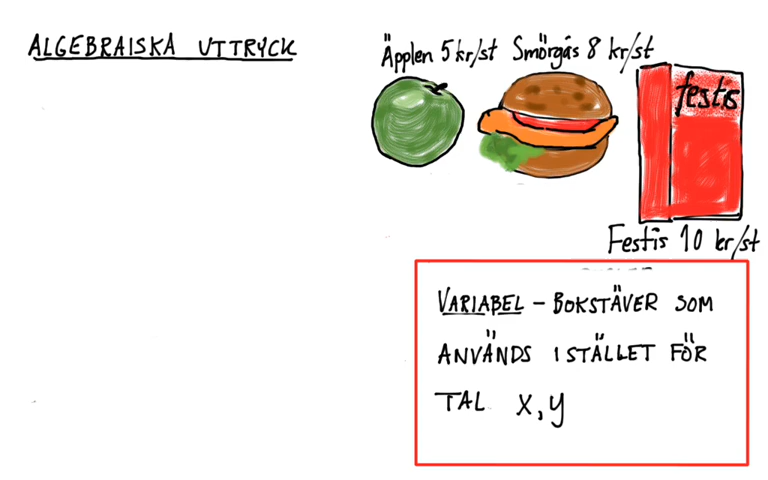 ALGEBRAISKA UTTRYCK
Äpplen 5 kr/st Smörgås 8 kr/st
festis
Festis 10 kr/st
VARIABEL – BOKSTÄVER SOM
ANVÄNDS ISTÄLLET FÖR
TAL X, Y